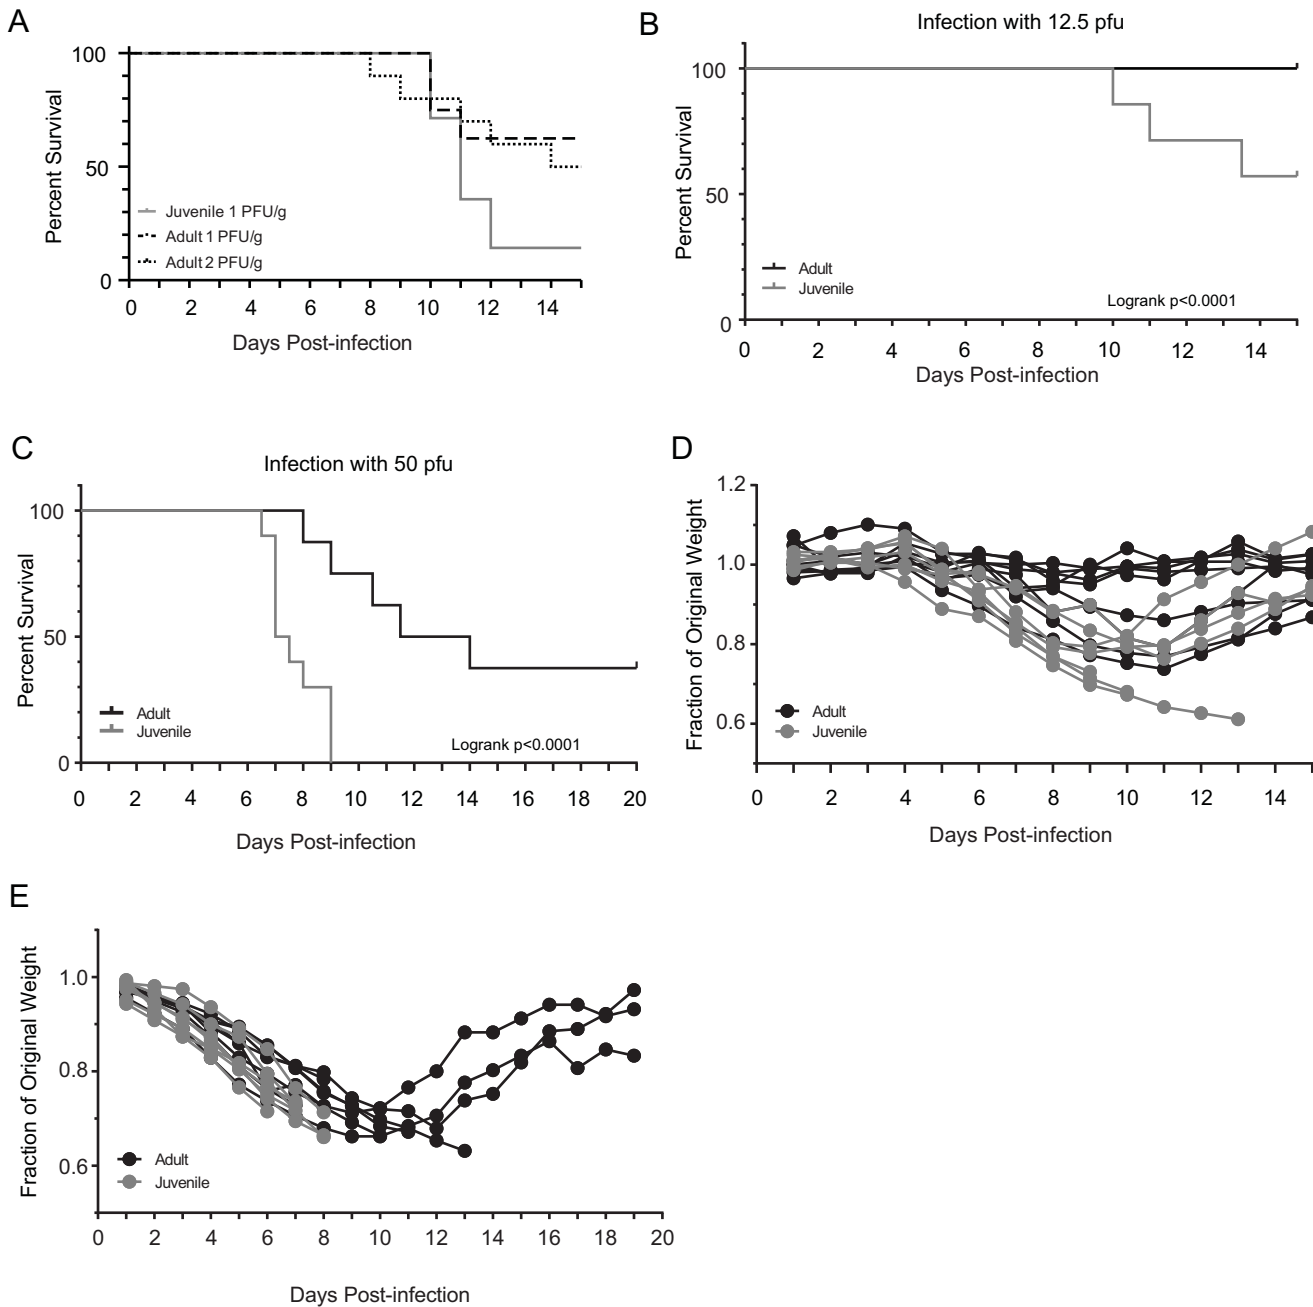 A
100
50
0
Percent Survival
Juvenile 1 PFU/g
Adult 1 PFU/g
Adult 2 PFU/g
0 2 4 6 8 10 12 14
Days Post-infection
B
Infection with 12.5 pfu
100
50
0
Percent Survival
Adult
Juvenile
Logrank p<0.0001
0 2 4 6 8 10 12 14
Days Post-infection
C
Infection with 50 pfu
100
50
0
Percent Survival
Adult
Juvenile
Logrank p<0.0001
0 2 4 6 8 10 12 14 16 18 20
Days Post-infection
D
1.2
1.0
0.8
0.6
Fraction of Original Weight
Adult
Juvenile
0 2 4 6 8 10 12 14
Days Post-infection
E
1.0
0.8
0.6
Fraction of Original Weight
Adult
Juvenile
0 2 4 6 8 10 12 14 16 18 20
Days Post-infection